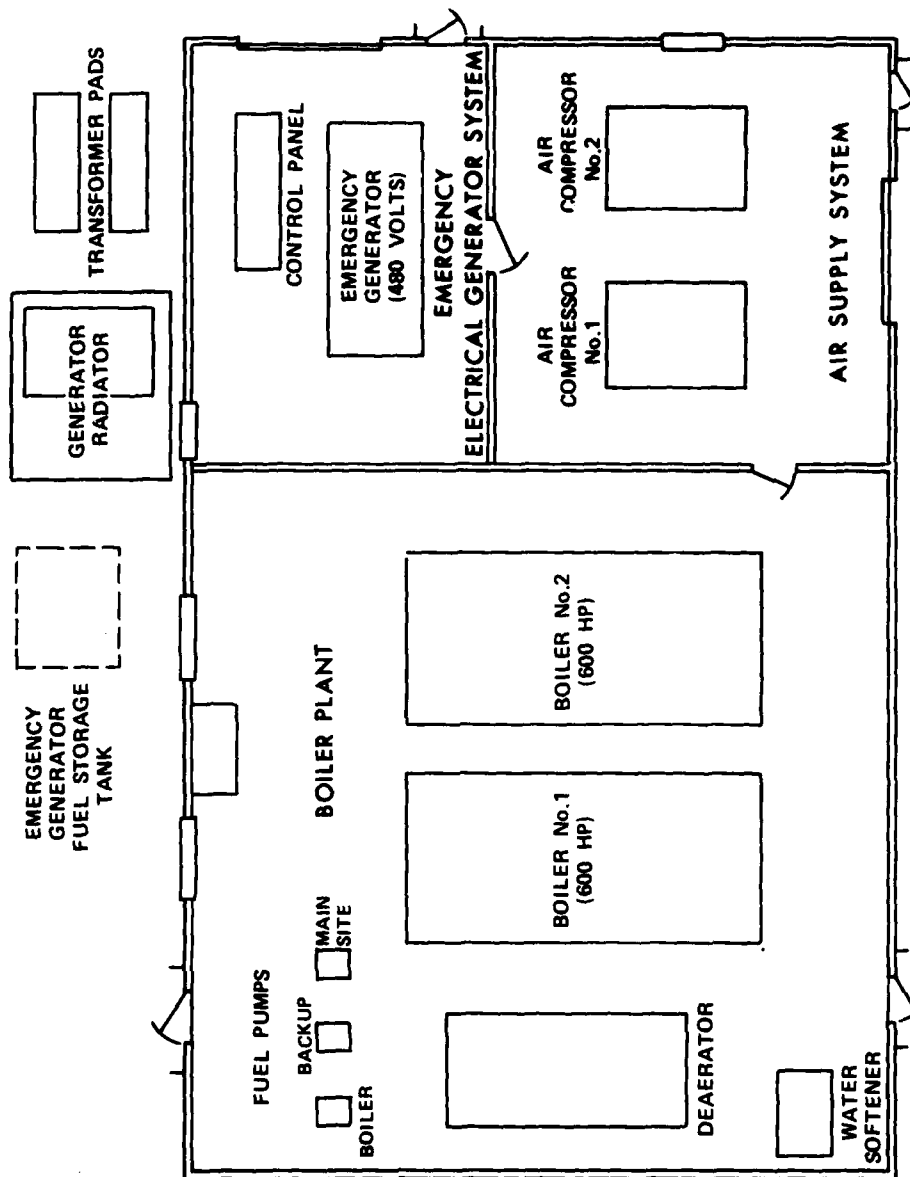 EMERGENCY
GENERATOR
FUEL STORAGE
TANK
GENERATOR
RADIATOR
TRANSFORMER PADS
FUEL PUMPS
BOILER
BACKUP
MAIN
SITE
BOILER PLANT
CONTROL PANEL
EMERGENCY
GENERATOR
(480 VOLTS)
EMERGENCY
ELECTRICAL GENERATOR SYSTEM
DEAERATOR
BOILER No.1
(600 HP)
BOILER No.2
(600 HP)
AIR
COMPRESSOR
No.1
AIR
COMPRESSOR
No.2
WATER
SOFTENER
AIR SUPPLY SYSTEM